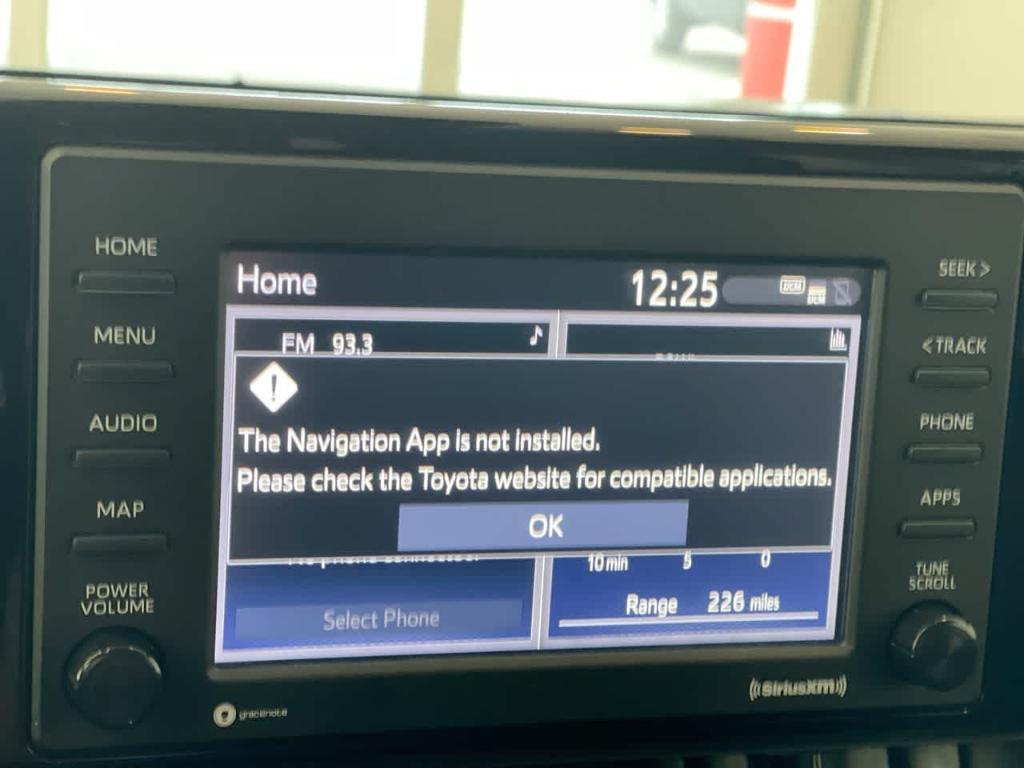 HOME
MENU
AUDIO
MAP
POWER
VOLUME
Home
12:25
DCM
DCM
FM 93.3
The Navigation App is not installed.
Please check the Toyota website for compatible applications.
OK
10 min 5 0
Select Phone
Range 226 miles
gracenote
((SiriusXM))
SEEK >
< TRACK
PHONE
APPS
TUNE
SCROLL